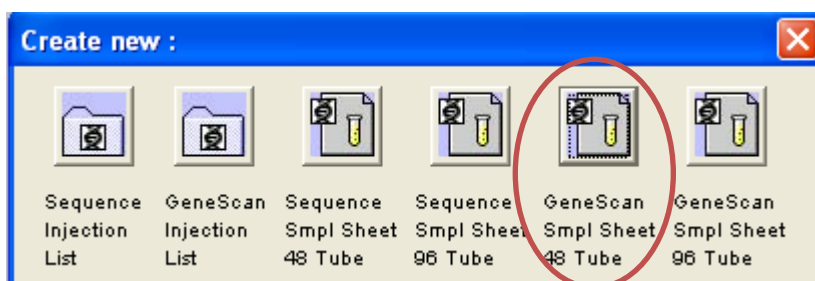 Create new :
Sequence Injection List
GeneScan Injection List
Sequence Smpl Sheet 48 Tube
Sequence Smpl Sheet 96 Tube
GeneScan Smpl Sheet 48 Tube
GeneScan Smpl Sheet 96 Tube